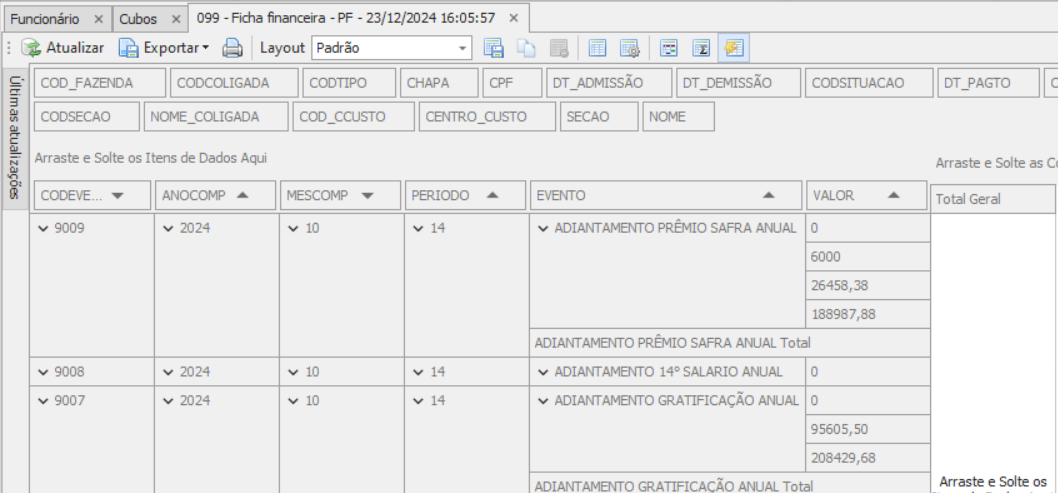 Funcionário × Cubos × 099 - Ficha financeira - PF - 23/12/2024 16:05:57 ×
Atualizar Exportar Layout Padrão
Últimas atualizações
COD_FAZENDA CODCOLIGADA CODTIPO CHAPA CPF DT_ADMISSÃO DT_DEMISSÃO CODSITUACAO DT_PAGTO
CODSECAO NOME_COLIGADA COD_CCUSTO CENTRO_CUSTO SECAO NOME
Arraste e Solte os Itens de Dados Aqui
Arraste e Solte as Co
CODEVE... ANOCOMP MESCOMP PERIODO EVENTO VALOR Total Geral
9009 2024 10 14 ADIANTAMENTO PRÊMIO SAFRA ANUAL 0
6000
26458,38
188987,88
ADIANTAMENTO PRÊMIO SAFRA ANUAL Total
9008 2024 10 14 ADIANTAMENTO 14º SALARIO ANUAL 0
9007 2024 10 14 ADIANTAMENTO GRATIFICAÇÃO ANUAL 0
95605,50
208429,68
ADIANTAMENTO GRATIFICAÇÃO ANUAL Total
Arraste e Solte os